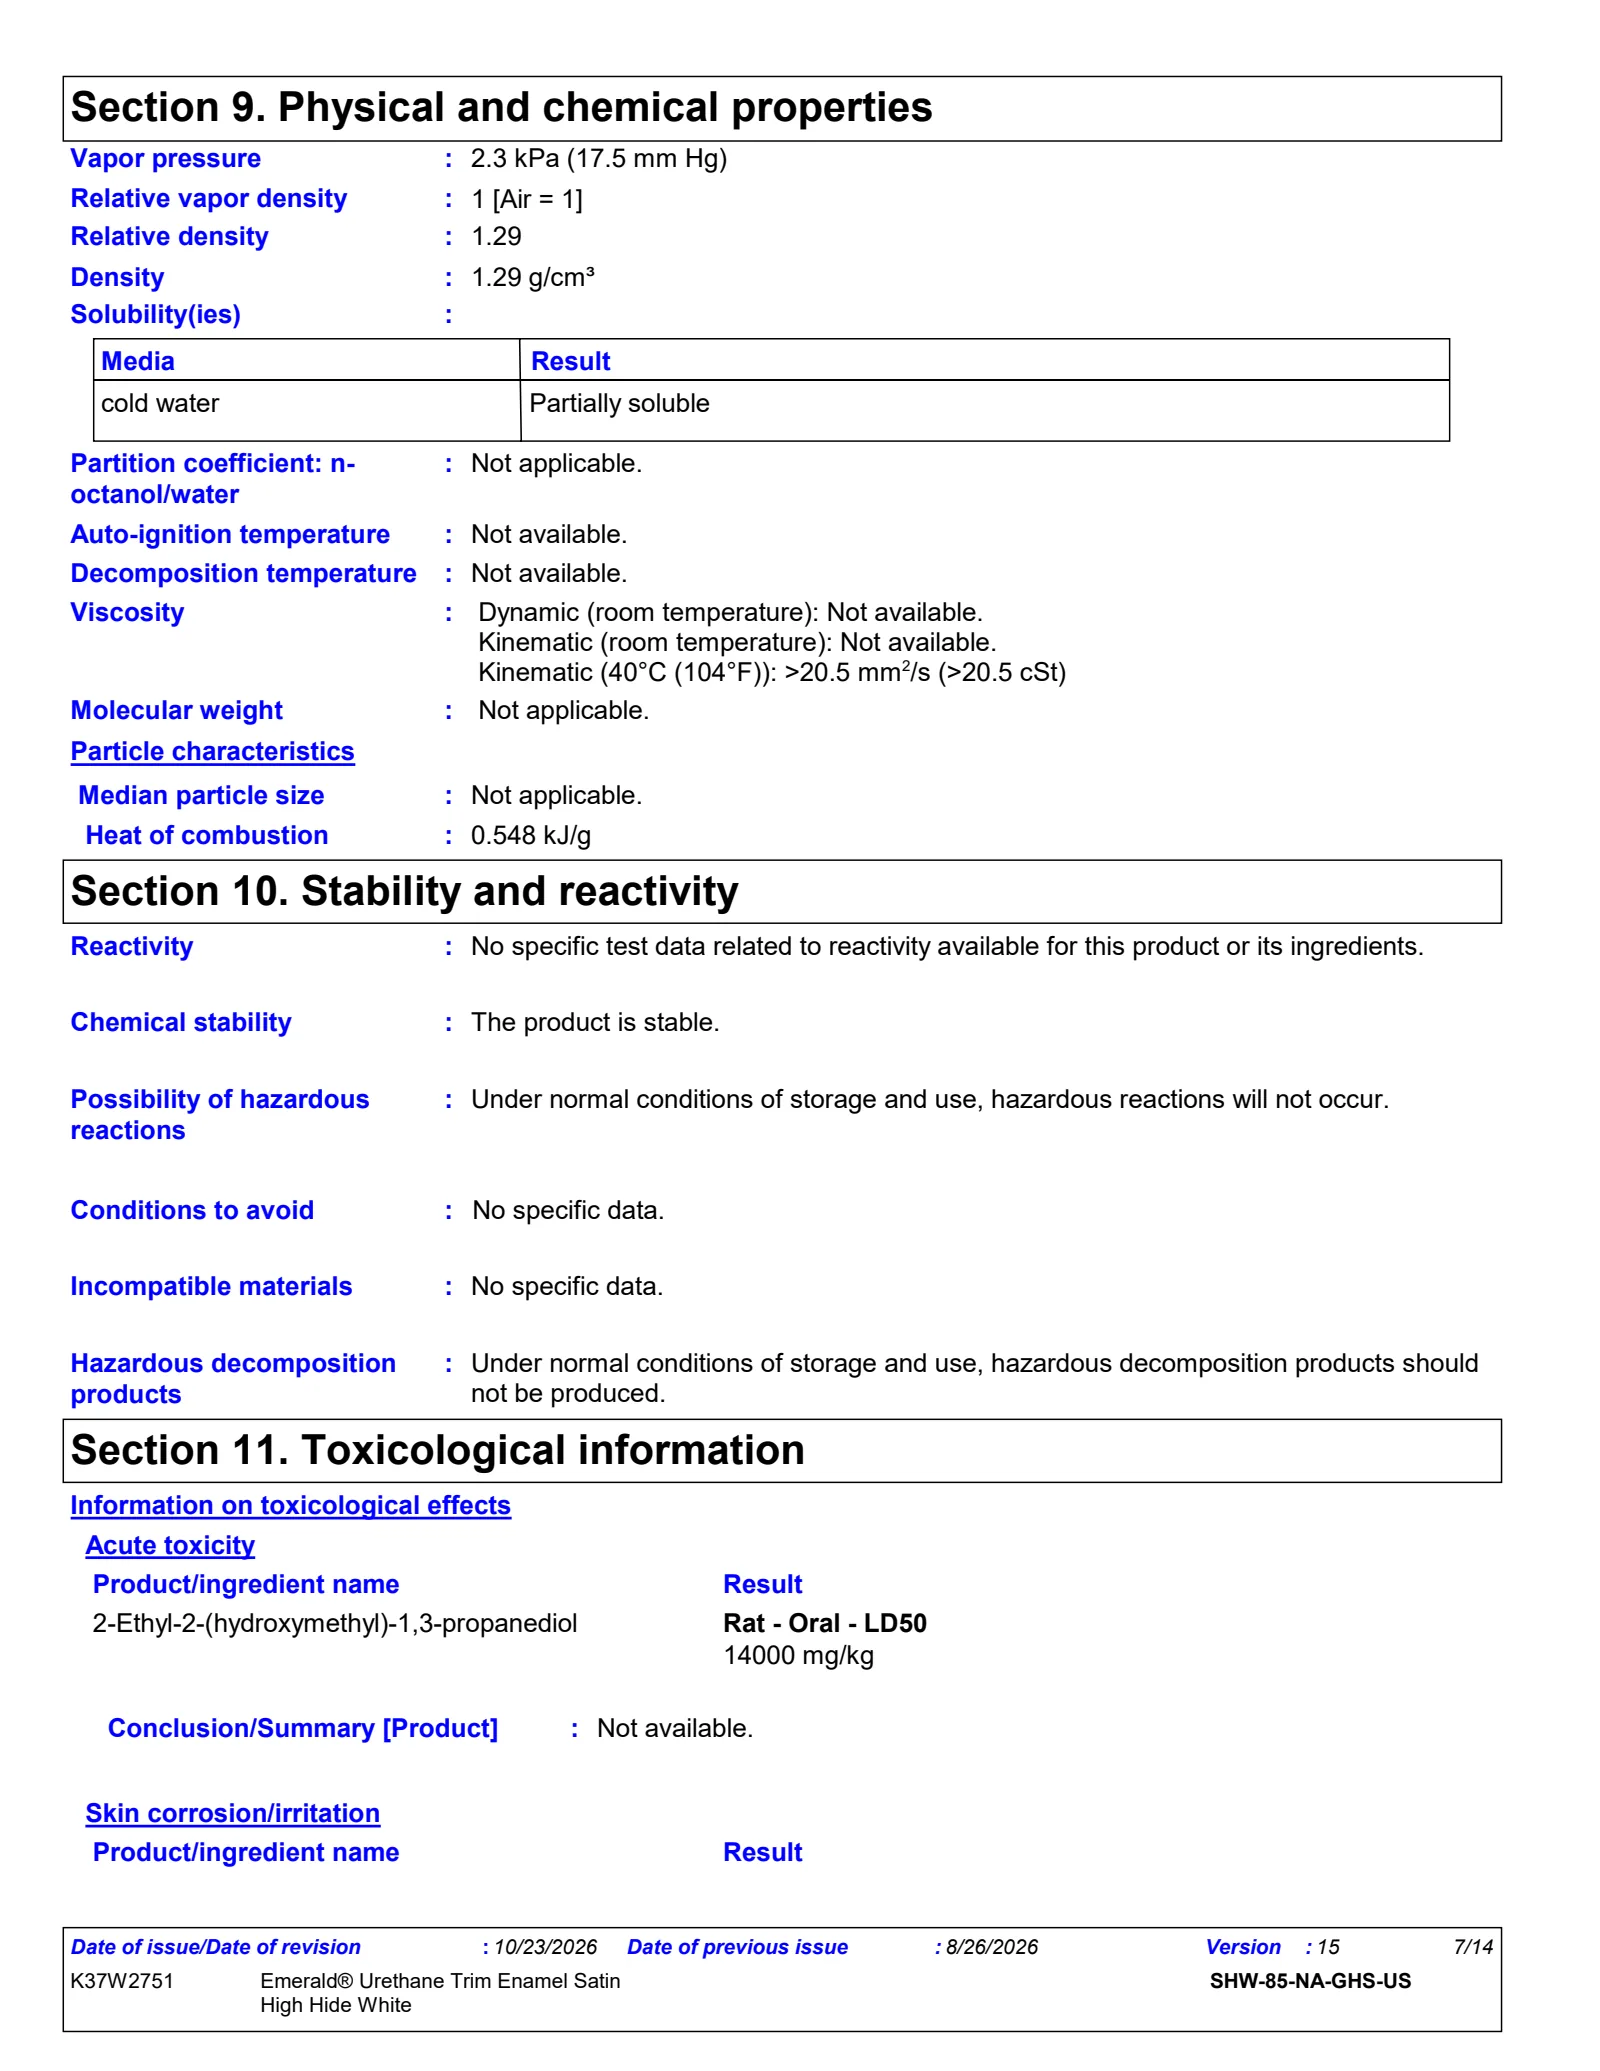 Section 9. Physical and chemical properties
Vapor pressure : 2.3 kPa (17.5 mm Hg)
Relative vapor density : 1 [Air = 1]
Relative density : 1.29
Density : 1.29 g/cm³
Solubility(ies) :
Media Result
cold water Partially soluble
Partition coefficient: n- : Not applicable.
octanol/water
Auto-ignition temperature : Not available.
Decomposition temperature : Not available.
Viscosity : Dynamic (room temperature): Not available.
Kinematic (room temperature): Not available.
Kinematic (40°C (104°F)): >20.5 mm²/s (>20.5 cSt)
Molecular weight : Not applicable.
Particle characteristics
Median particle size : Not applicable.
Heat of combustion : 0.548 kJ/g
Section 10. Stability and reactivity
Reactivity : No specific test data related to reactivity available for this product or its ingredients.
Chemical stability : The product is stable.
Possibility of hazardous : Under normal conditions of storage and use, hazardous reactions will not occur.
reactions
Conditions to avoid : No specific data.
Incompatible materials : No specific data.
Hazardous decomposition : Under normal conditions of storage and use, hazardous decomposition products should
products not be produced.
Section 11. Toxicological information
Information on toxicological effects
Acute toxicity
Product/ingredient name Result
2-Ethyl-2-(hydroxymethyl)-1,3-propanediol Rat - Oral - LD50
14000 mg/kg
Conclusion/Summary [Product] : Not available.
Skin corrosion/irritation
Product/ingredient name Result
Date of issue/Date of revision : 10/23/2026 Date of previous issue : 8/26/2026 Version : 15 7/14
K37W2751 Emerald® Urethane Trim Enamel Satin SHW-85-NA-GHS-US
High Hide White